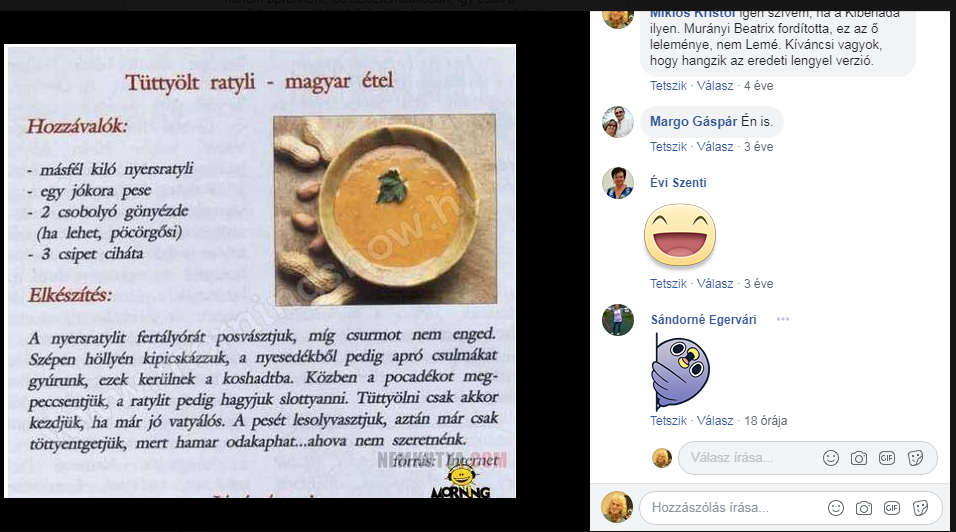 Tüttyölt ratyli - magyar étel
Hozzávalók:
- másfél kiló nyersratyli
- egy jókora pese
- 2 csobolyó gönyézde
(ha lehet, pöcörgősi)
- 3 csipet ciháta
Elkészítés:
A nyersratylit fertályórát posvásztjuk, míg csurmot nem enged.
Szépen höllyén kipicskázzuk, a nyesedékből pedig apró csulmákat
gyúrunk, ezek kerülnek a koshadtba. Közben a pocadékot meg-
peccsentjük, a ratylit pedig hagyjuk slottyanni. Tüttyölni csak akkor
kezdjük, ha már jó vatyálós. A pesét lesolyvasztjuk, aztán már csak
töttyentgetjük, mert hamar odakaphat...ahova nem szeretnénk.
forrás: Internet
NEMKUTYA.COM
MORNING
Miklós Kristóf igen szívem, ha a Kiberiáda
ilyen. Murányi Beatrix fordította, ez az ő
leleménye, nem Lemé. Kíváncsi vagyok,
hogy hangzik az eredeti lengyel verzió.
Tetszik · Válasz · 4 éve
Margo Gáspár Én is.
Tetszik · Válasz · 3 éve
Évi Szenti
Tetszik · Válasz · 3 éve
Sándorné Egervári
Tetszik · Válasz · 18 órája
Válasz írása...
GIF
Hozzászólás írása...
GIF